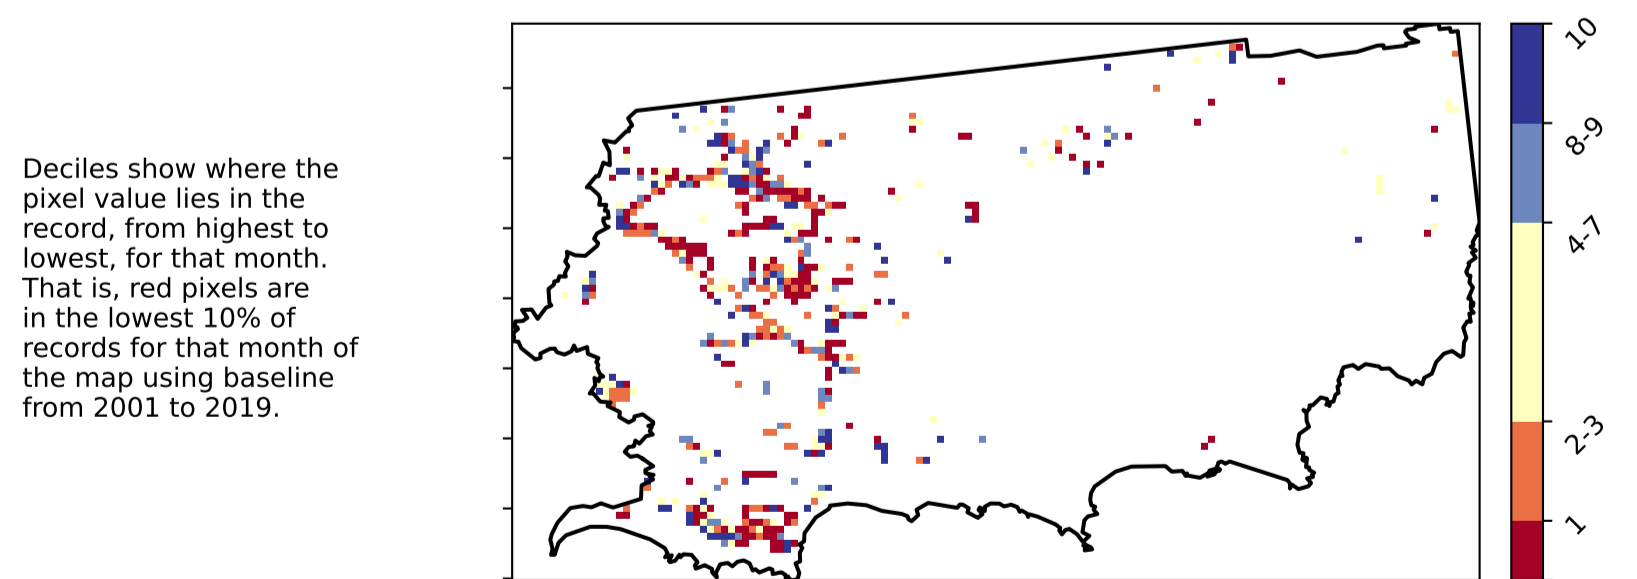 Deciles show where the
pixel value lies in the
record, from highest to
lowest, for that month.
That is, red pixels are
in the lowest 10% of
records for that month of
the map using baseline
from 2001 to 2019.
10
8-9
4-7
2-3
1